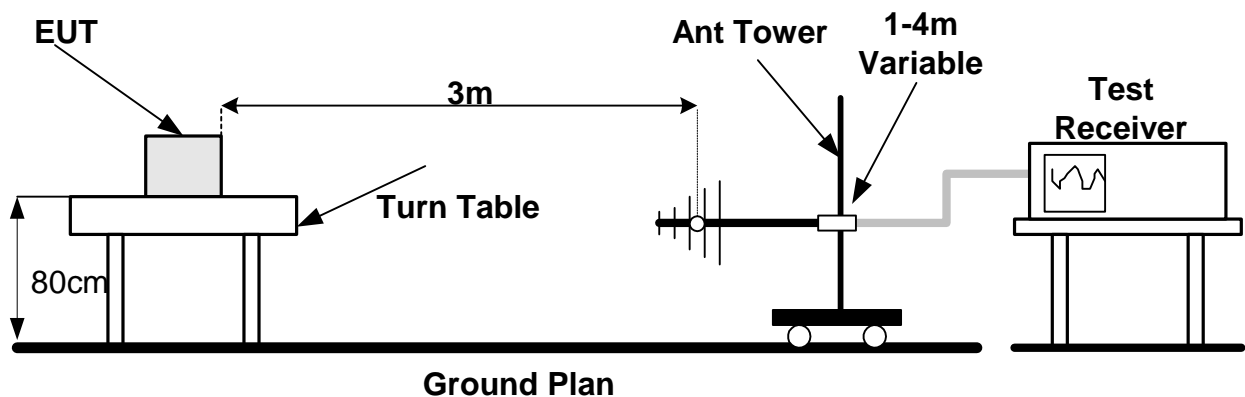 EUT
Ant Tower
1-4m
Variable
3m
Test
Receiver
Turn Table
80cm
Ground Plan